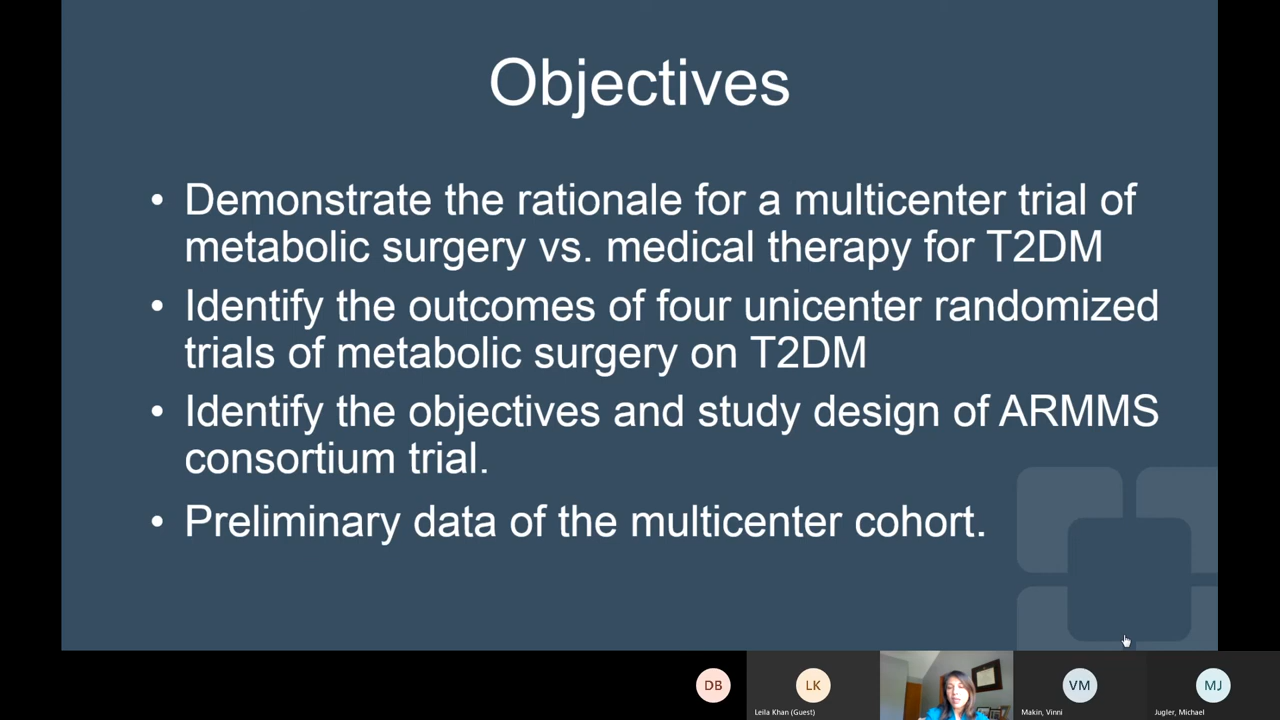 Objectives
• Demonstrate the rationale for a multicenter trial of
metabolic surgery vs. medical therapy for T2DM
• Identify the outcomes of four unicenter randomized
trials of metabolic surgery on T2DM
• Identify the objectives and study design of ARMMS
consortium trial.
• Preliminary data of the multicenter cohort.
DB
LK
VM
MJ
Leila Khan (Guest)
Makin, Vinni
Jugler, Michael